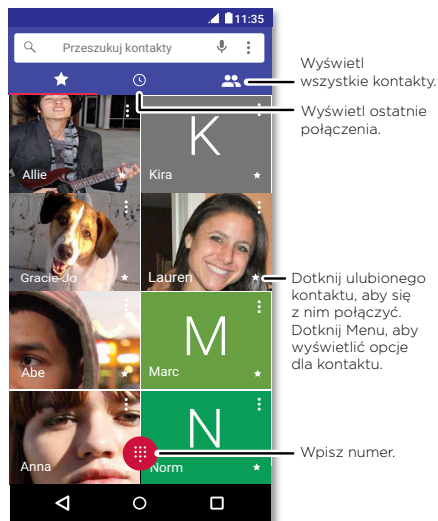 11:35
Przeszukuj kontakty
Wyświetl
wszystkie kontakty.
Wyświetl ostatnie
połączenia.
Allie
K
Kira
Gracie-Jo
Lauren
Dotknij ulubionego
kontaktu, aby się
z nim połączyć.
Dotknij Menu, aby
wyświetlić opcje
dla kontaktu.
Abe
M
Marc
Anna
N
Norm
Wpisz numer.